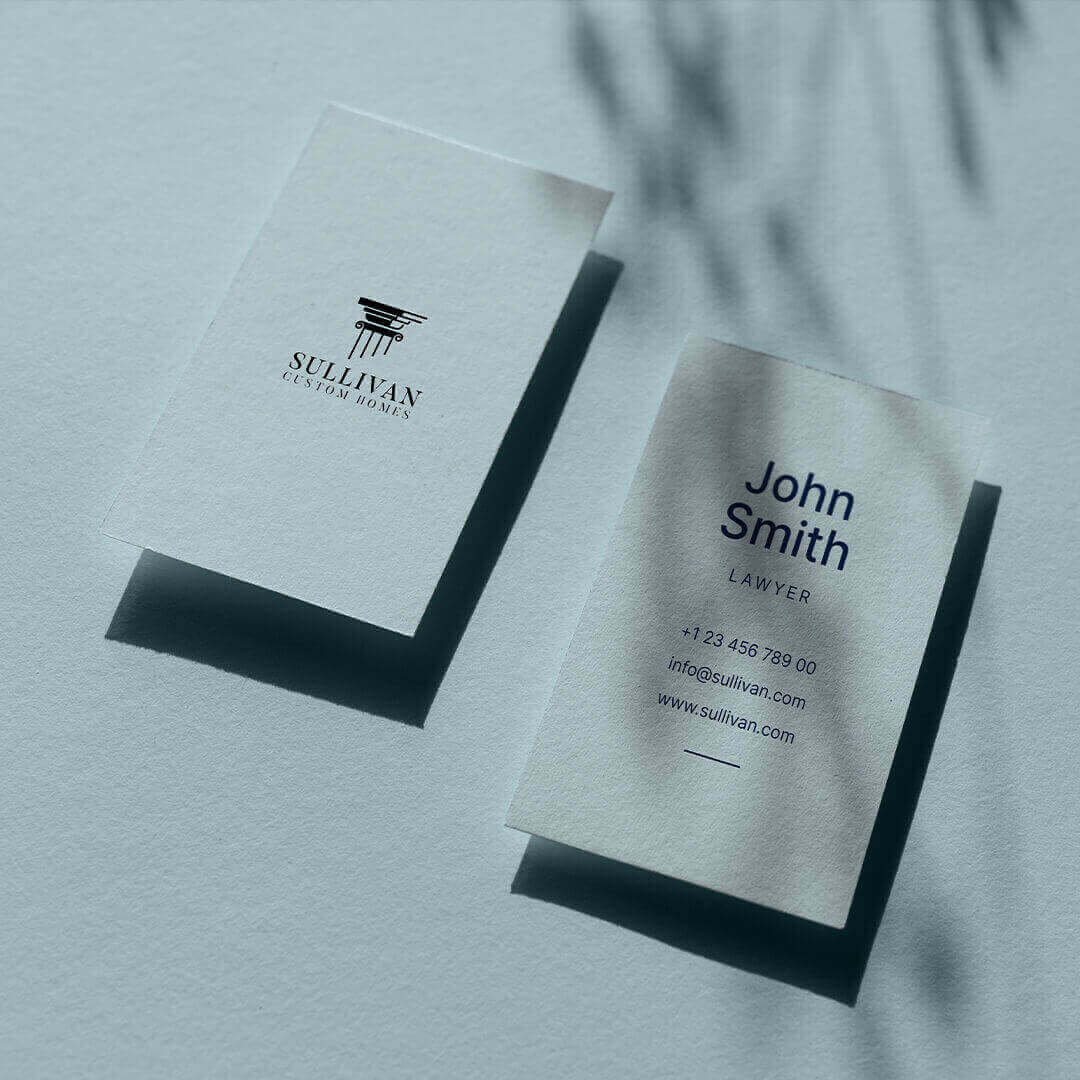 SULLIVAN
CUSTOM HOMES
John
Smith
LAWYER
+1 23 456 789 00
info@sullivan.com
www.sullivan.com